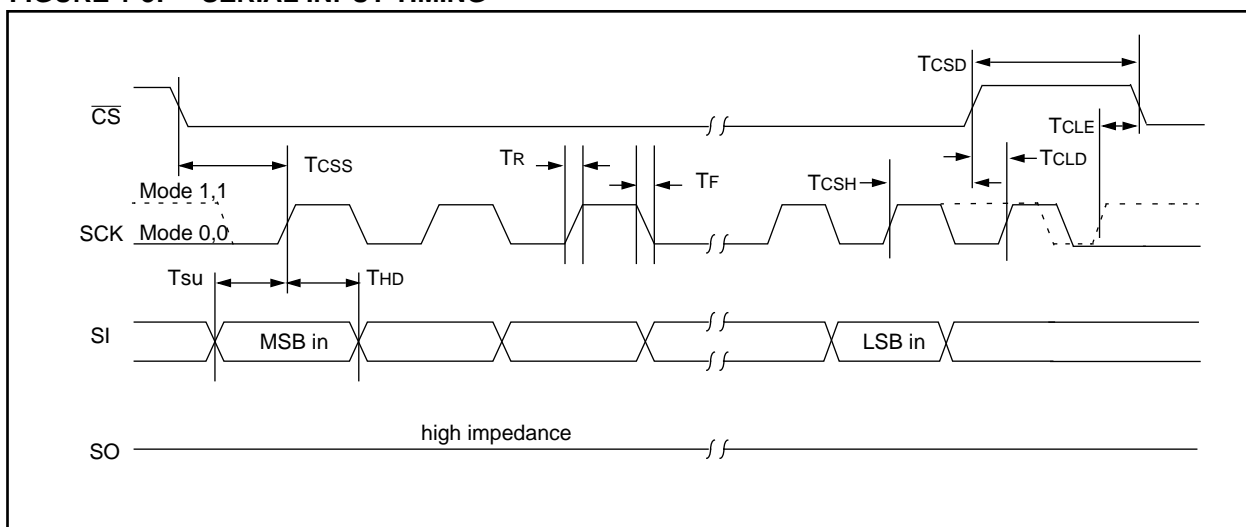 FIGURE 1-3: SERIAL INPUT TIMING
TCSD
CS
TCLE
TCSS
TR
TF
TCSH
TCLD
Mode 1,1
SCK
Mode 0,0
Tsu
THD
SI
MSB in
LSB in
high impedance
SO